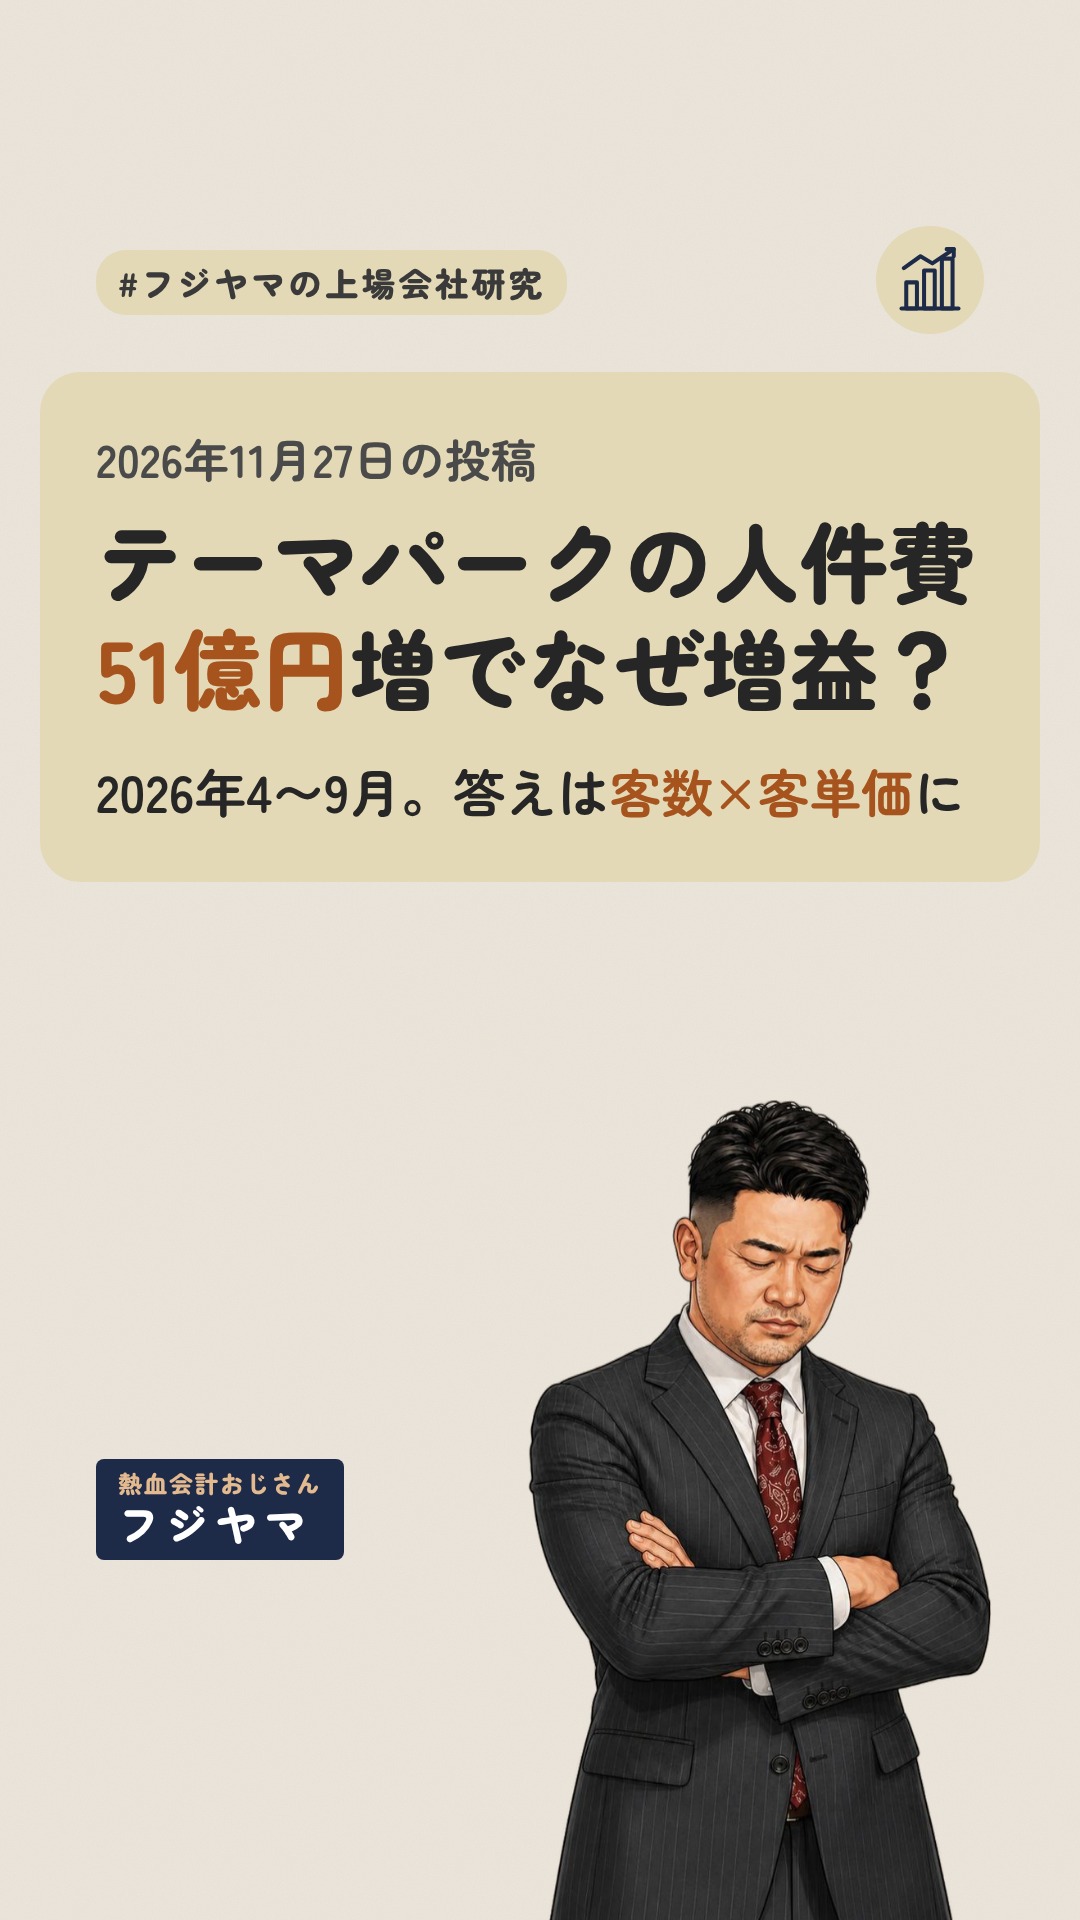 #フジヤマの上場会社研究
2026年11月27日の投稿
テーマパークの人件費
51億円増でなぜ増益？
2026年4〜9月。答えは客数×客単価に
熱血会計おじさん
フジヤマ